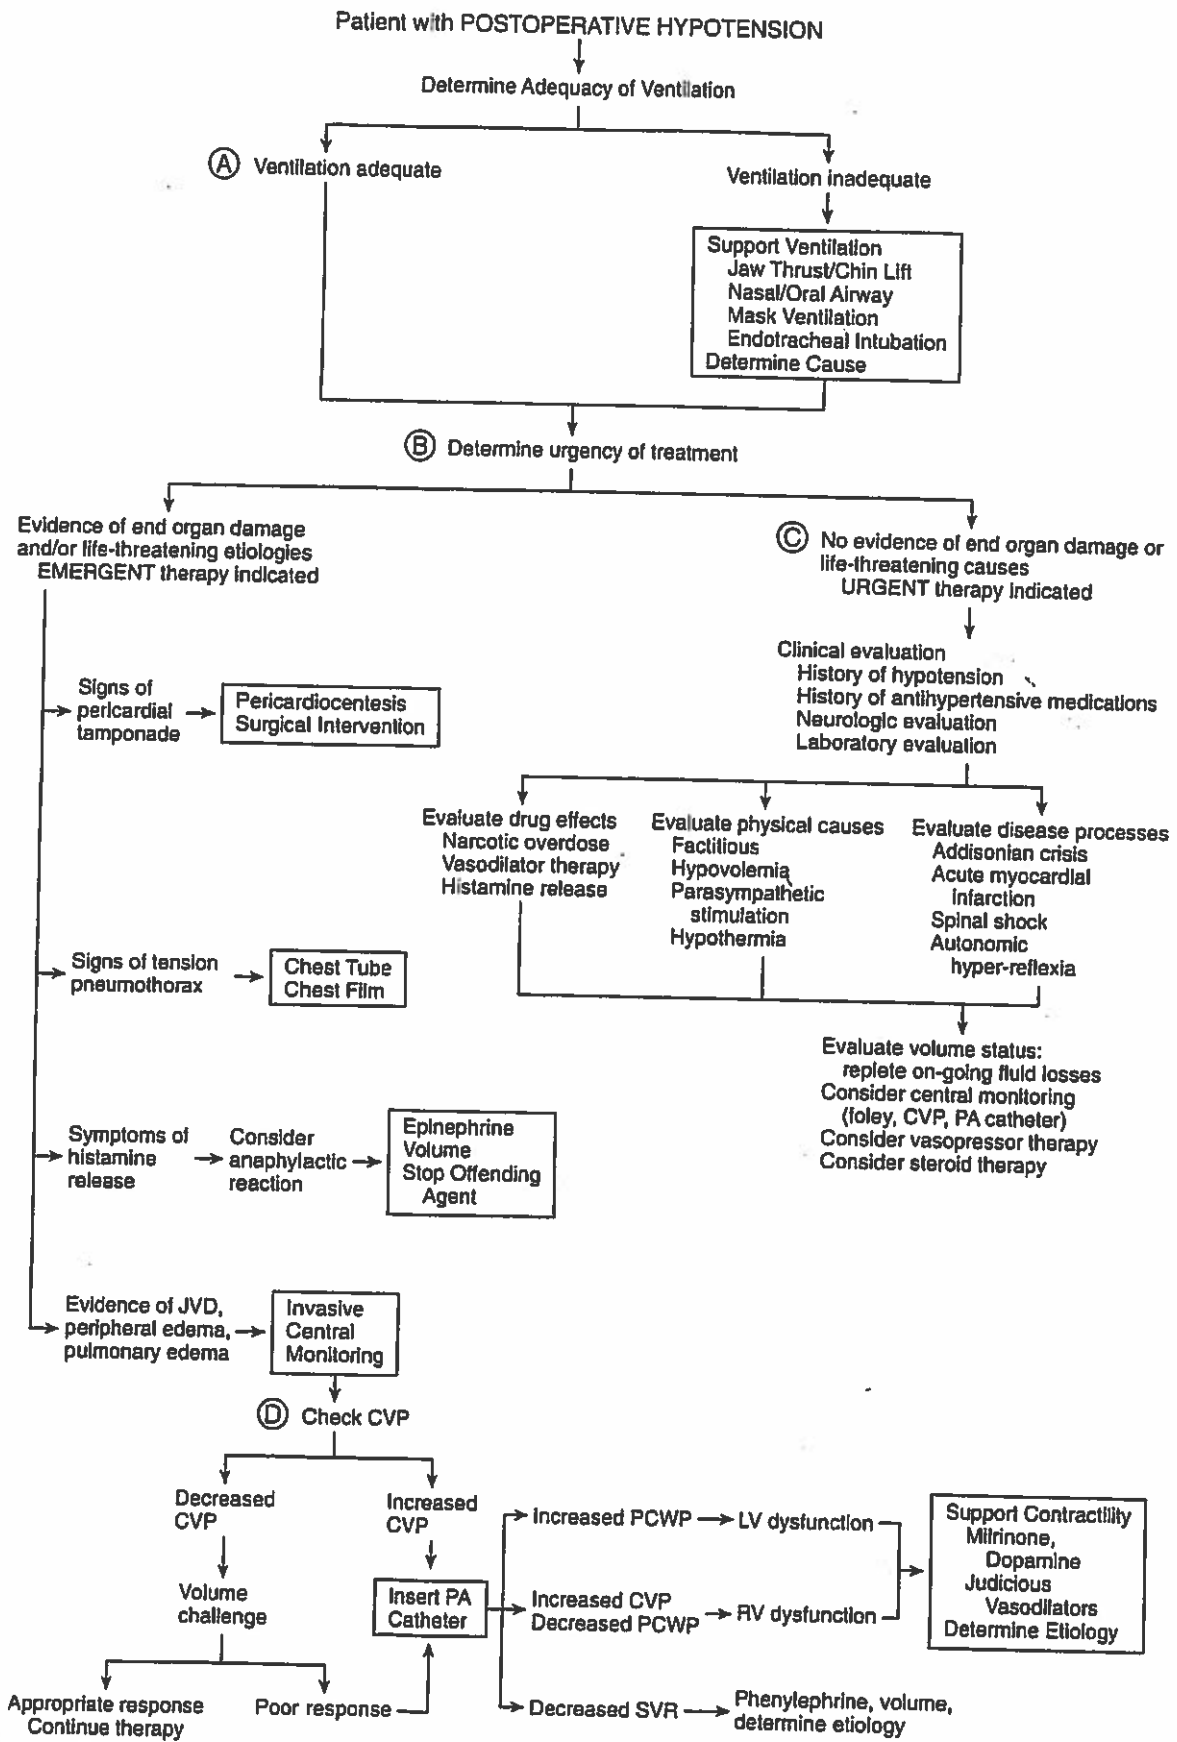 Patient with POSTOPERATIVE HYPOTENSION
Determine Adequacy of Ventilation
A Ventilation adequate
Ventilation inadequate
Support Ventilation
Jaw Thrust/Chin Lift
Nasal/Oral Airway
Mask Ventilation
Endotracheal Intubation
Determine Cause
B Determine urgency of treatment
Evidence of end organ damage
and/or life-threatening etiologies
EMERGENT therapy indicated
C No evidence of end organ damage or
life-threatening causes
URGENT therapy indicated
Clinical evaluation
History of hypotension
History of antihypertensive medications
Neurologic evaluation
Laboratory evaluation
Signs of
pericardial
tamponade
Pericardiocentesis
Surgical Intervention
Evaluate drug effects
Narcotic overdose
Vasodilator therapy
Histamine release
Evaluate physical causes
Factitious
Hypovolemia
Parasympathetic
stimulation
Hypothermia
Evaluate disease processes
Addisonian crisis
Acute myocardial
infarction
Spinal shock
Autonomic
hyper-reflexia
Signs of tension
pneumothorax
Chest Tube
Chest Film
Evaluate volume status:
replete on-going fluid losses
Consider central monitoring
(foley, CVP, PA catheter)
Consider vasopressor therapy
Consider steroid therapy
Symptoms of
histamine
release
Consider
anaphylactic
reaction
Epinephrine
Volume
Stop Offending
Agent
Evidence of JVD,
peripheral edema,
pulmonary edema
Invasive
Central
Monitoring
D Check CVP
Decreased
CVP
Increased
CVP
Volume
challenge
Insert PA
Catheter
Appropriate response
Continue therapy
Poor response
Increased PCWP
LV dysfunction
Increased CVP
Decreased PCWP
RV dysfunction
Decreased SVR
Phenylephrine, volume,
determine etiology
Support Contractility
Milrinone,
Dopamine
Judicious
Vasodilators
Determine Etiology